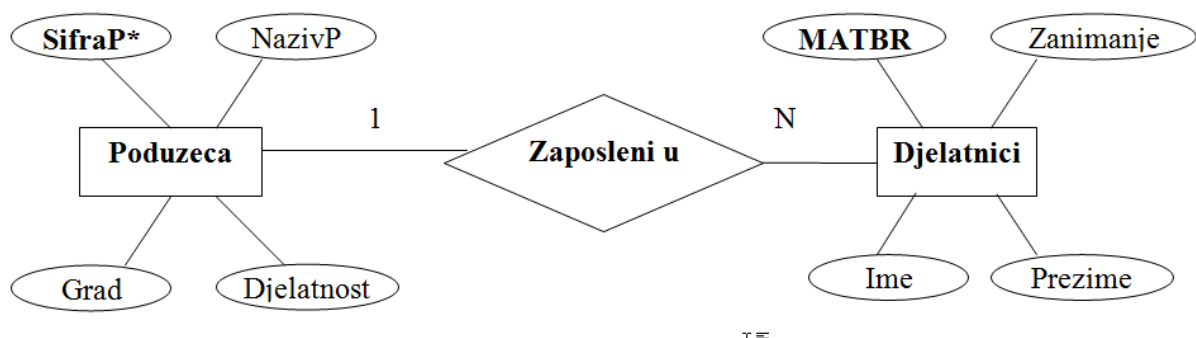 SifraP*
NazivP
MATBR
Zanimanje
1
N
Poduzeca
Zaposleni u
Djelatnici
Grad
Djelatnost
Ime
Prezime